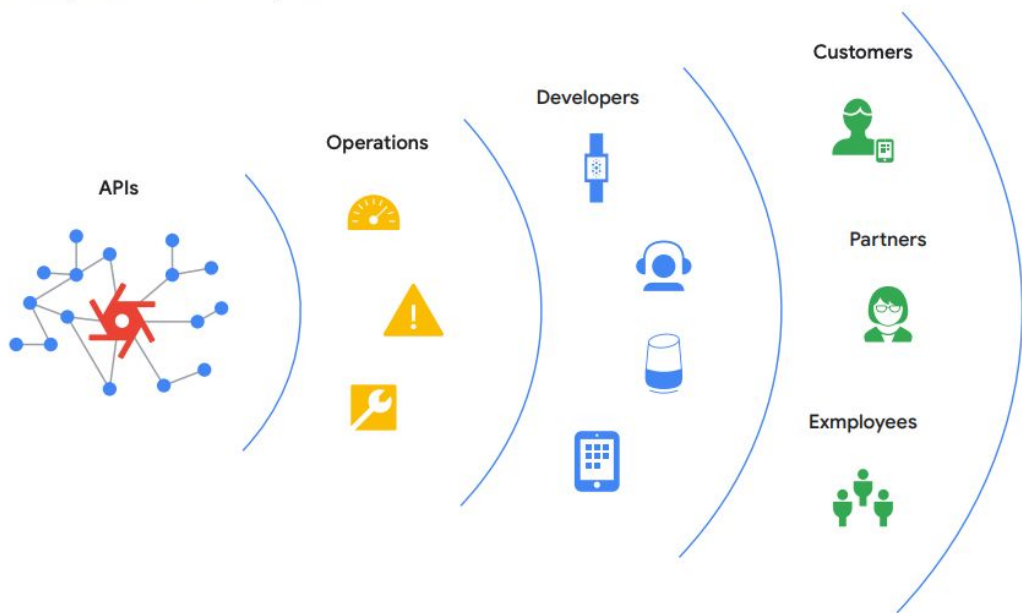 APIs
Operations
Developers
Customers
Partners
Exmployees